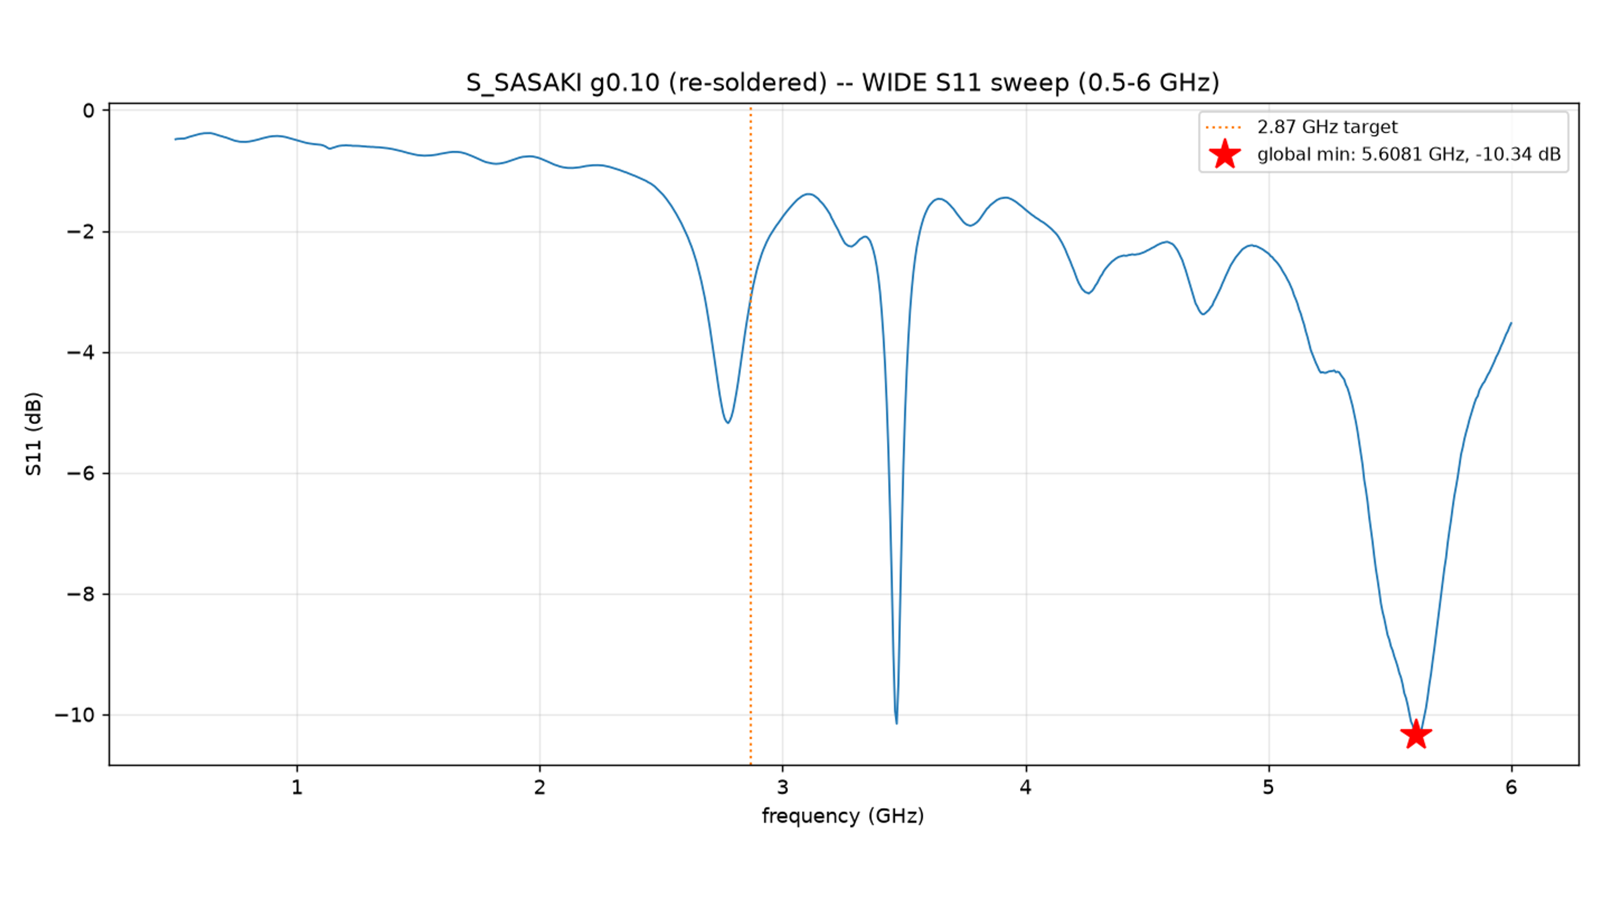 S_SASAKI g0.10 (re-soldered) -- WIDE S11 sweep (0.5-6 GHz)
2.87 GHz target
global min: 5.6081 GHz, -10.34 dB
S11 (dB)
0
−2
−4
−6
−8
−10
1 2 3 4 5 6
frequency (GHz)